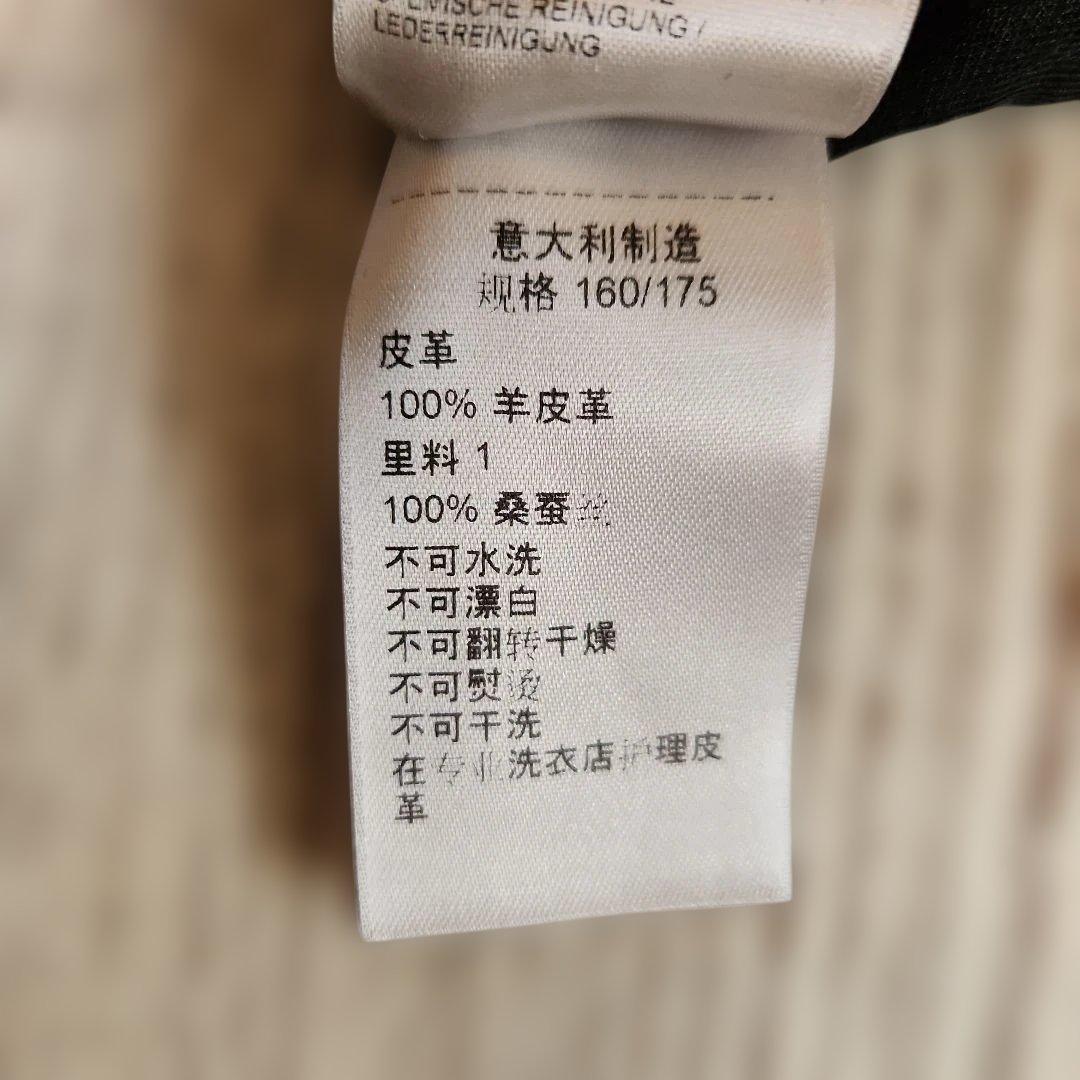 REINIGUNG /
LEDERREINIGUNG
意大利制造
规格 160/175
皮革
100% 羊皮革
里料 1
100% 桑蚕丝
不可水洗
不可漂白
不可翻转干燥
不可熨烫
不可干洗
在专业洗衣店护理皮
革